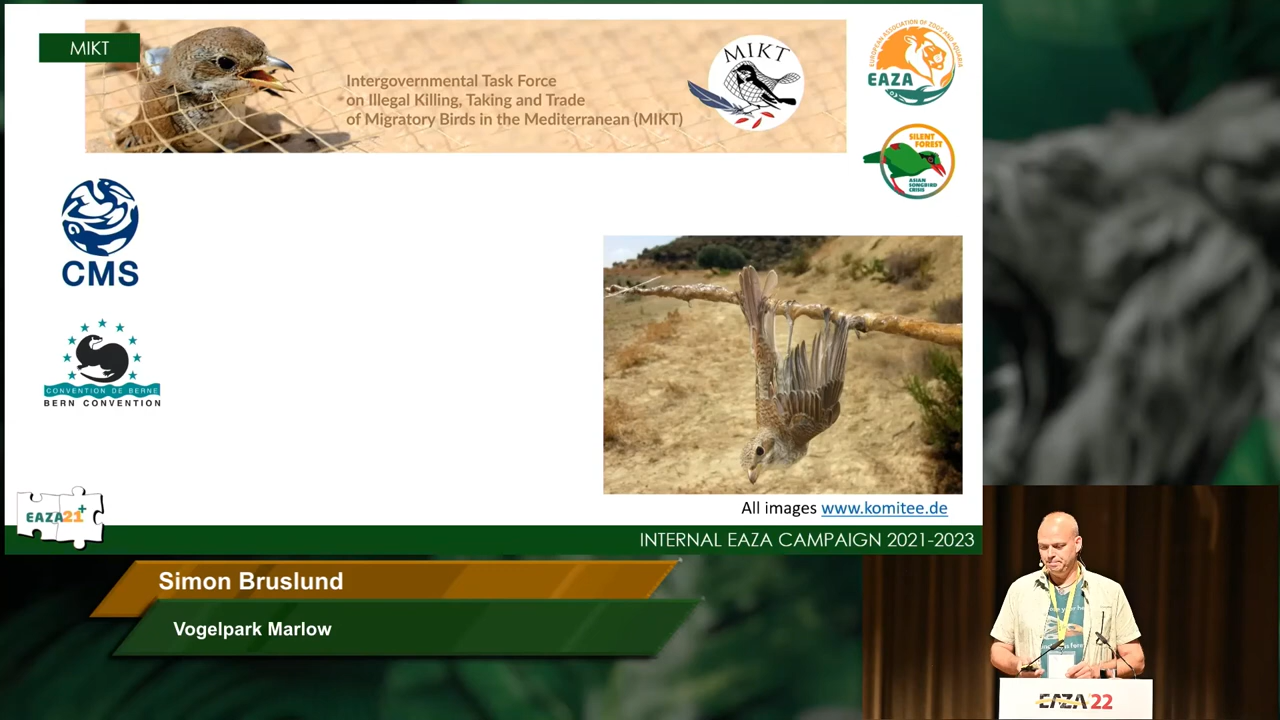 MIKT
Intergovernmental Task Force
on Illegal Killing, Taking and Trade
of Migratory Birds in the Mediterranean (MIKT)
MIKT
EUROPEAN ASSOCIATION OF ZOOS AND AQUARIA
EAZA
SILENT
FOREST
ASIAN
SONGBIRD
CRISIS
CMS
CONVENTION DE BERNE
BERN CONVENTION
All images www.komitee.de
EAZA21+
INTERNAL EAZA CAMPAIGN 2021-2023
Simon Bruslund
Vogelpark Marlow
EAZA'22